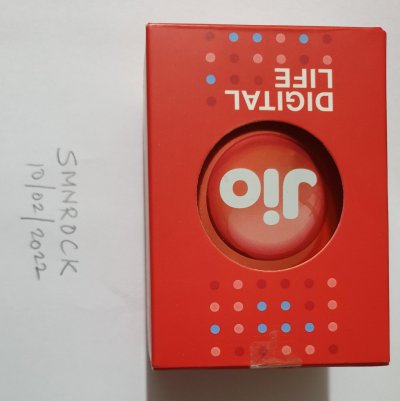 SMNROCK
10/02/2022
DIGITAL
LIFE
Jio